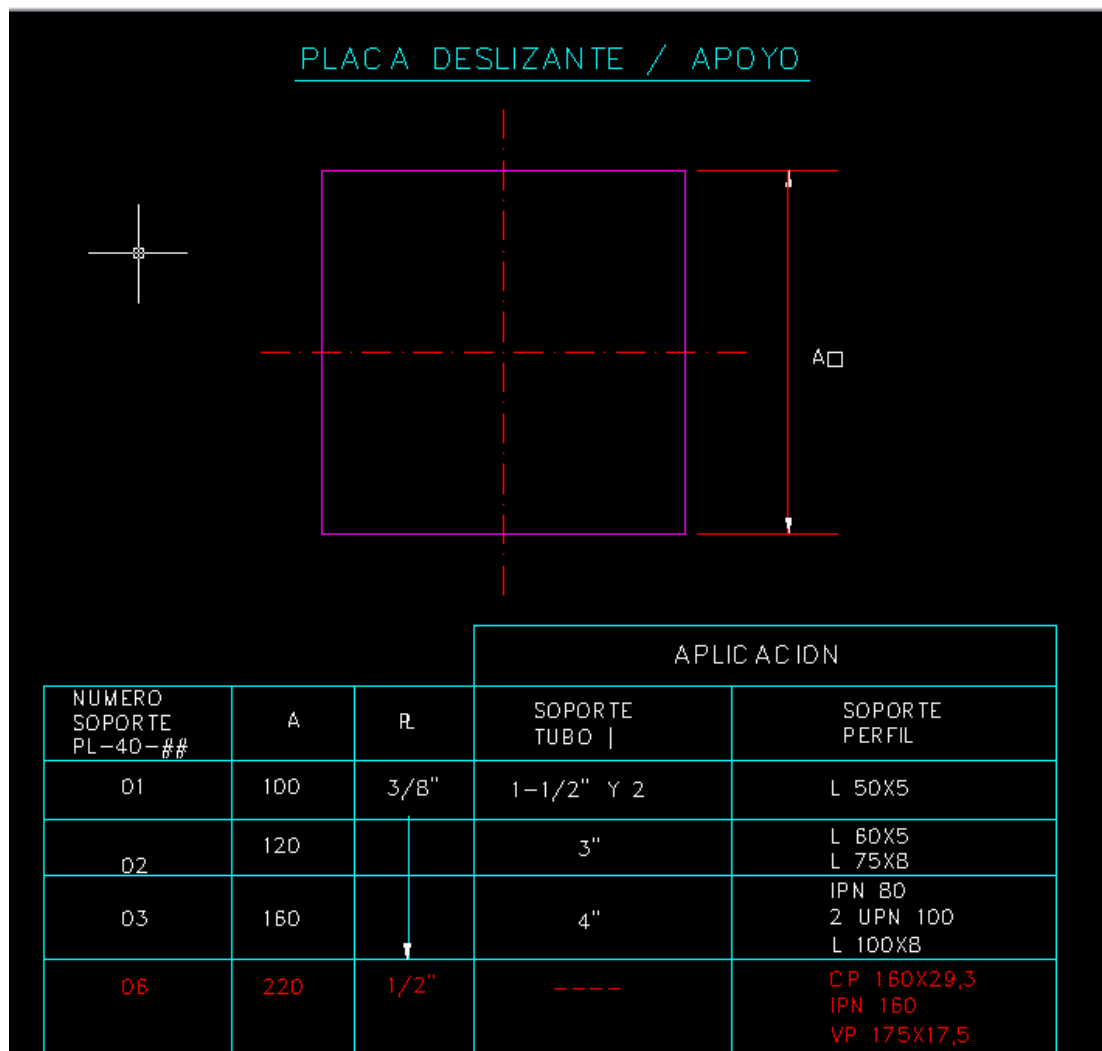 PLACA DESLIZANTE / APOYO
A□
APLICACION
NUMERO
SOPORTE
PL-40-##
A
PL
SOPORTE
TUBO |
SOPORTE
PERFIL
01
100
3/8"
1-1/2" Y 2
L 50X5
02
120
3"
L 60X5
L 75X8
03
160
4"
IPN 80
2 UPN 100
L 100X8
06
220
1/2"
----
CP 160X29,3
IPN 160
VP 175X17,5